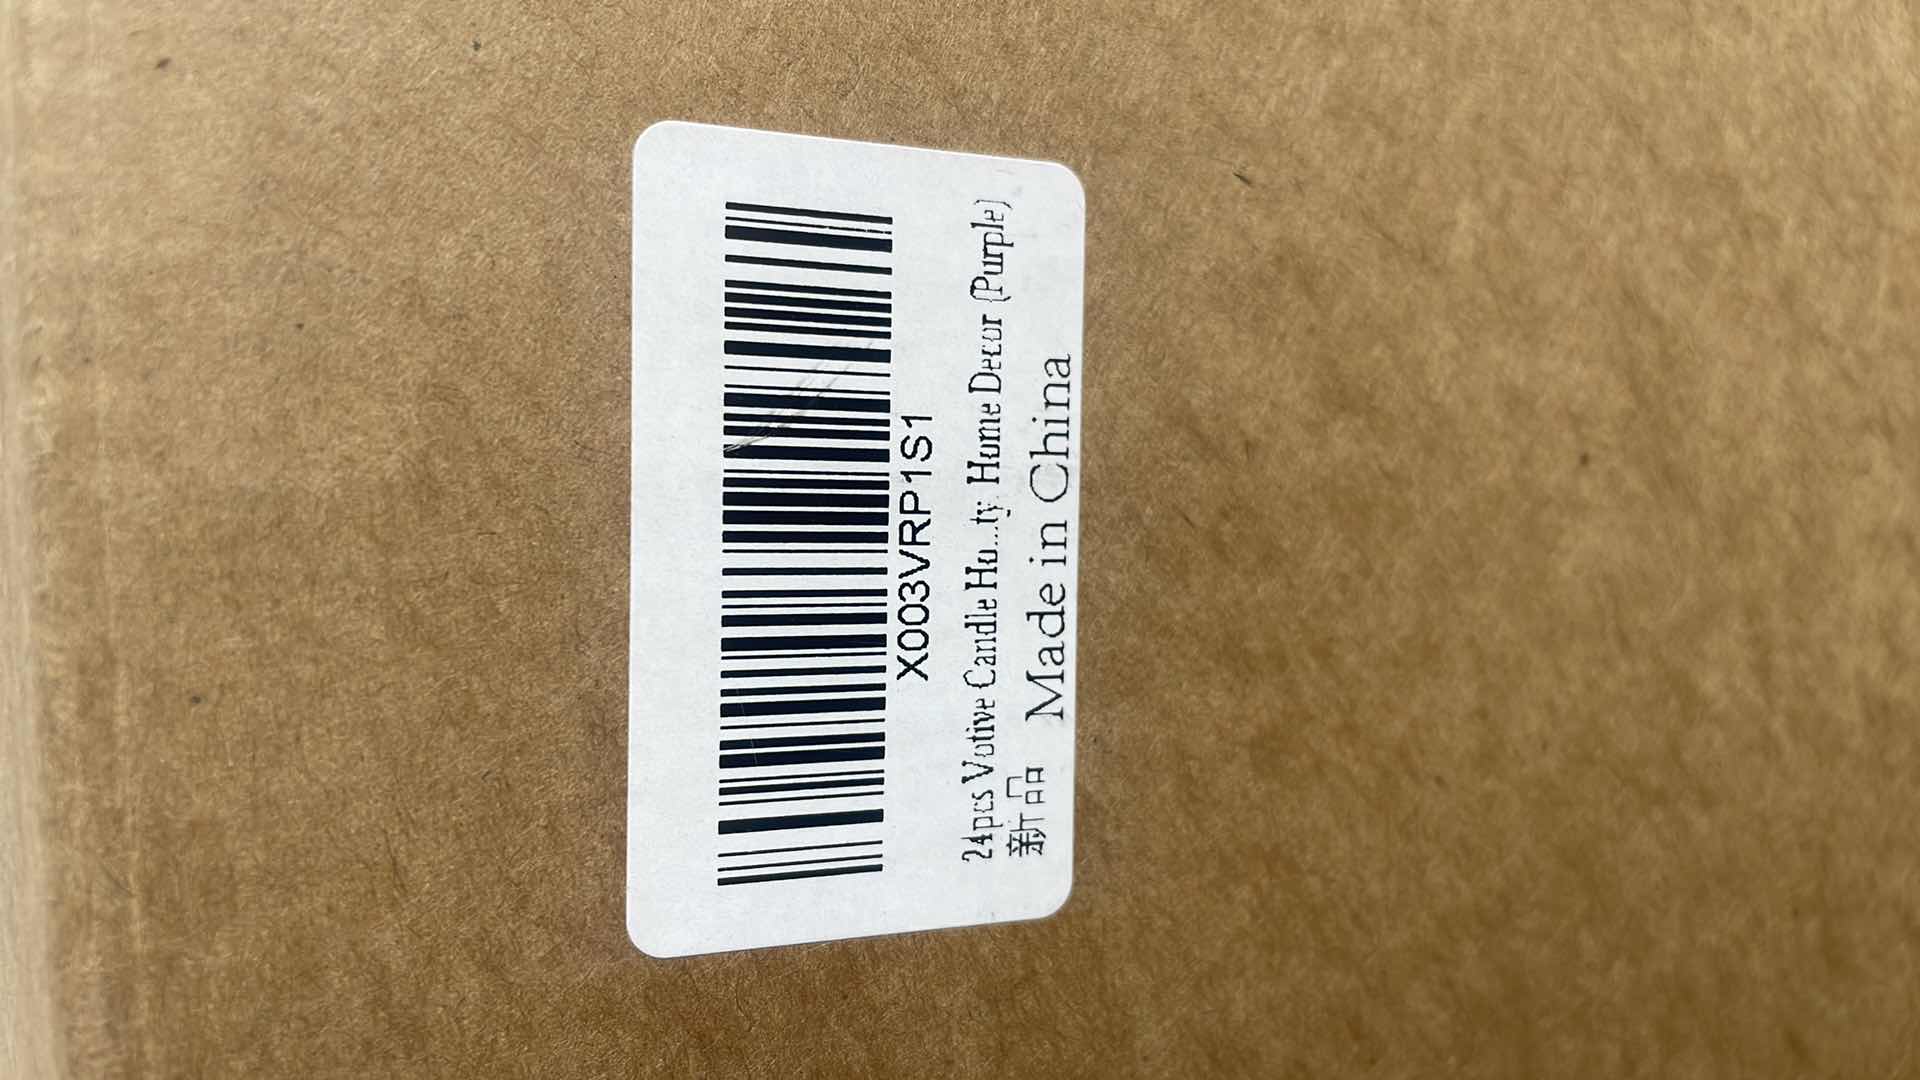 X003VRP1S1
24pcs Votive Candle Ho...ty, Home Decor (Purple)
新品 Made in China